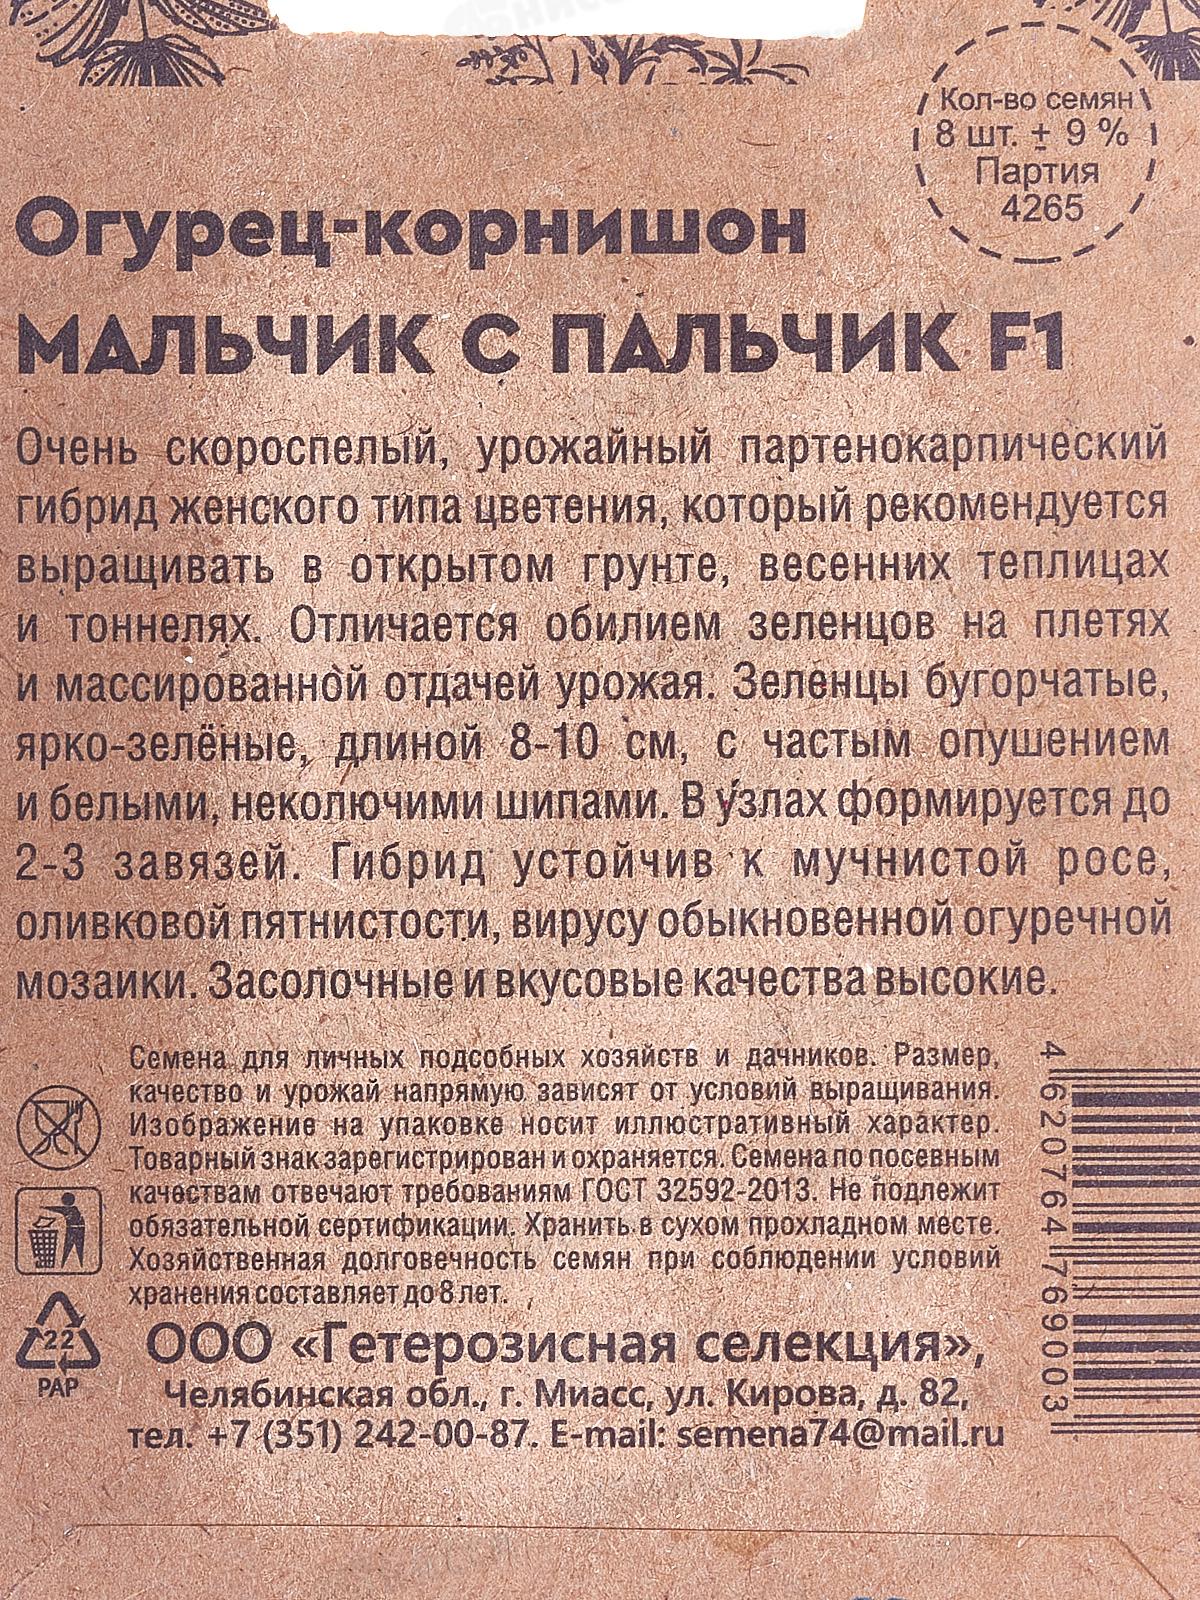 Кол-во семян
8 шт. ± 9 %
Партия
4265
Огурец-корнишон
МАЛЬЧИК С ПАЛЬЧИК F1
Очень скороспелый, урожайный партенокарпический
гибрид женского типа цветения, который рекомендуется
выращивать в открытом грунте, весенних теплицах
и тоннелях. Отличается обилием зеленцов на плетях
и массированной отдачей урожая. Зеленцы бугорчатые,
ярко-зелёные, длиной 8-10 см, с частым опушением
и белыми, неколючими шипами. В узлах формируется до
2-3 завязей. Гибрид устойчив к мучнистой росе,
оливковой пятнистости, вирусу обыкновенной огуречной
мозаики. Засолочные и вкусовые качества высокие.
Семена для личных подсобных хозяйств и дачников. Размер,
качество и урожай напрямую зависят от условий выращивания.
Изображение на упаковке носит иллюстративный характер.
Товарный знак зарегистрирован и охраняется. Семена по посевным
качествам отвечают требованиям ГОСТ 32592-2013. Не подлежит
обязательной сертификации. Хранить в сухом прохладном месте.
Хозяйственная долговечность семян при соблюдении условий
хранения составляет до 8 лет.
4 620764 769003
22
PAP
ООО «Гетерозисная селекция»,
Челябинская обл., г. Миасс, ул. Кирова, д. 82,
тел. +7 (351) 242-00-87. E-mail: semena74@mail.ru